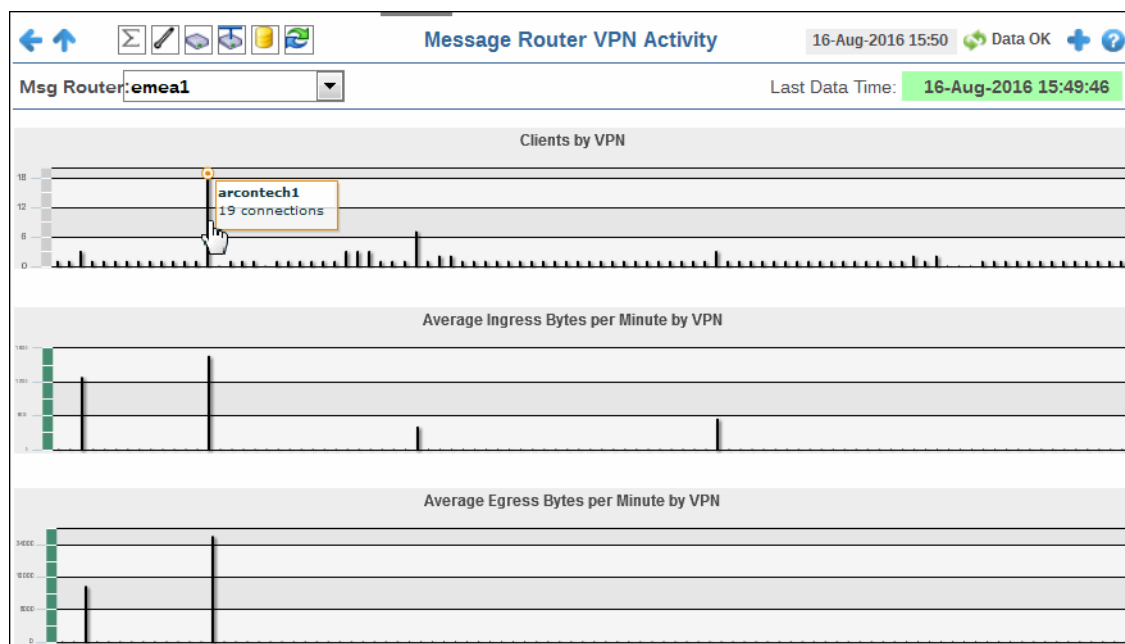 Message Router VPN Activity
16-Aug-2016 15:50 Data OK
Msg Router: emea1
Last Data Time: 16-Aug-2016 15:49:46
Clients by VPN
18
12
6
0
arcontech1
19 connections
Average Ingress Bytes per Minute by VPN
Average Egress Bytes per Minute by VPN
0